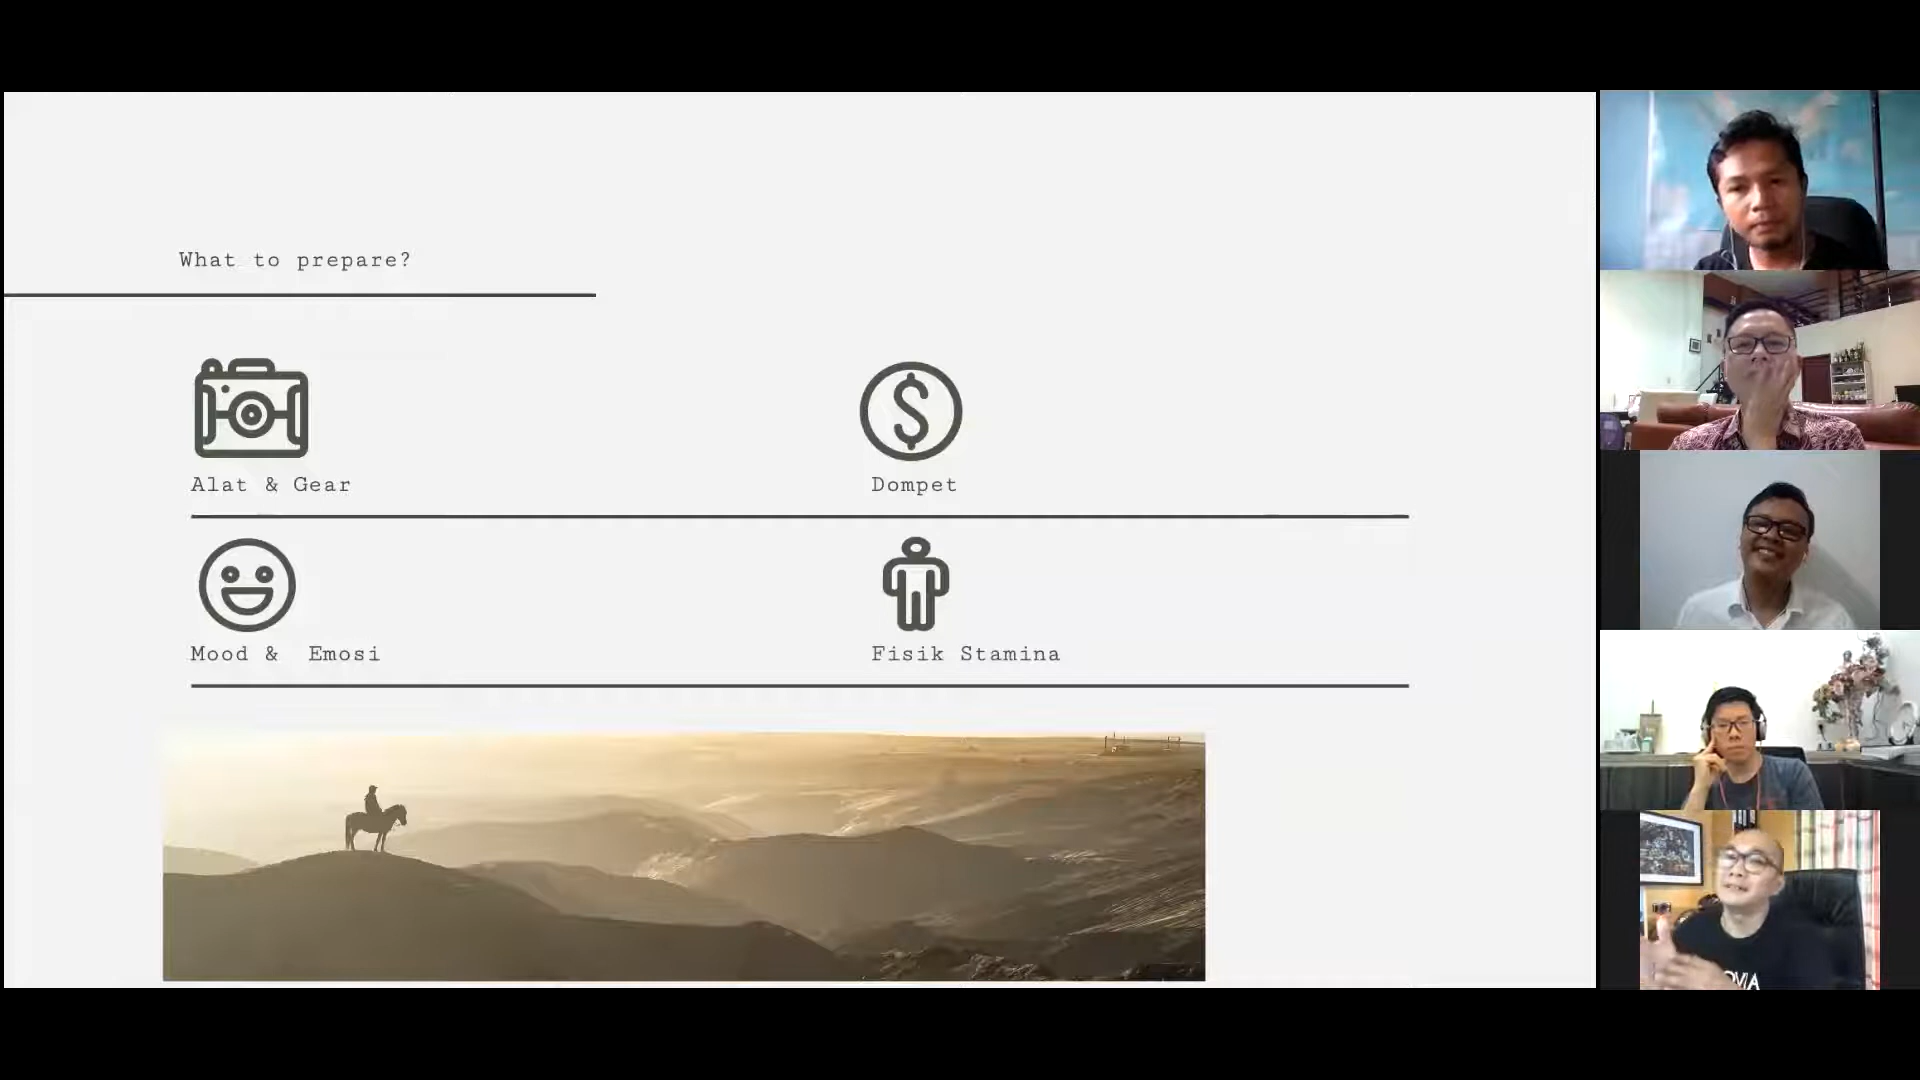 What to prepare?
Alat & Gear
Dompet
Mood & Emosi
Fisik Stamina